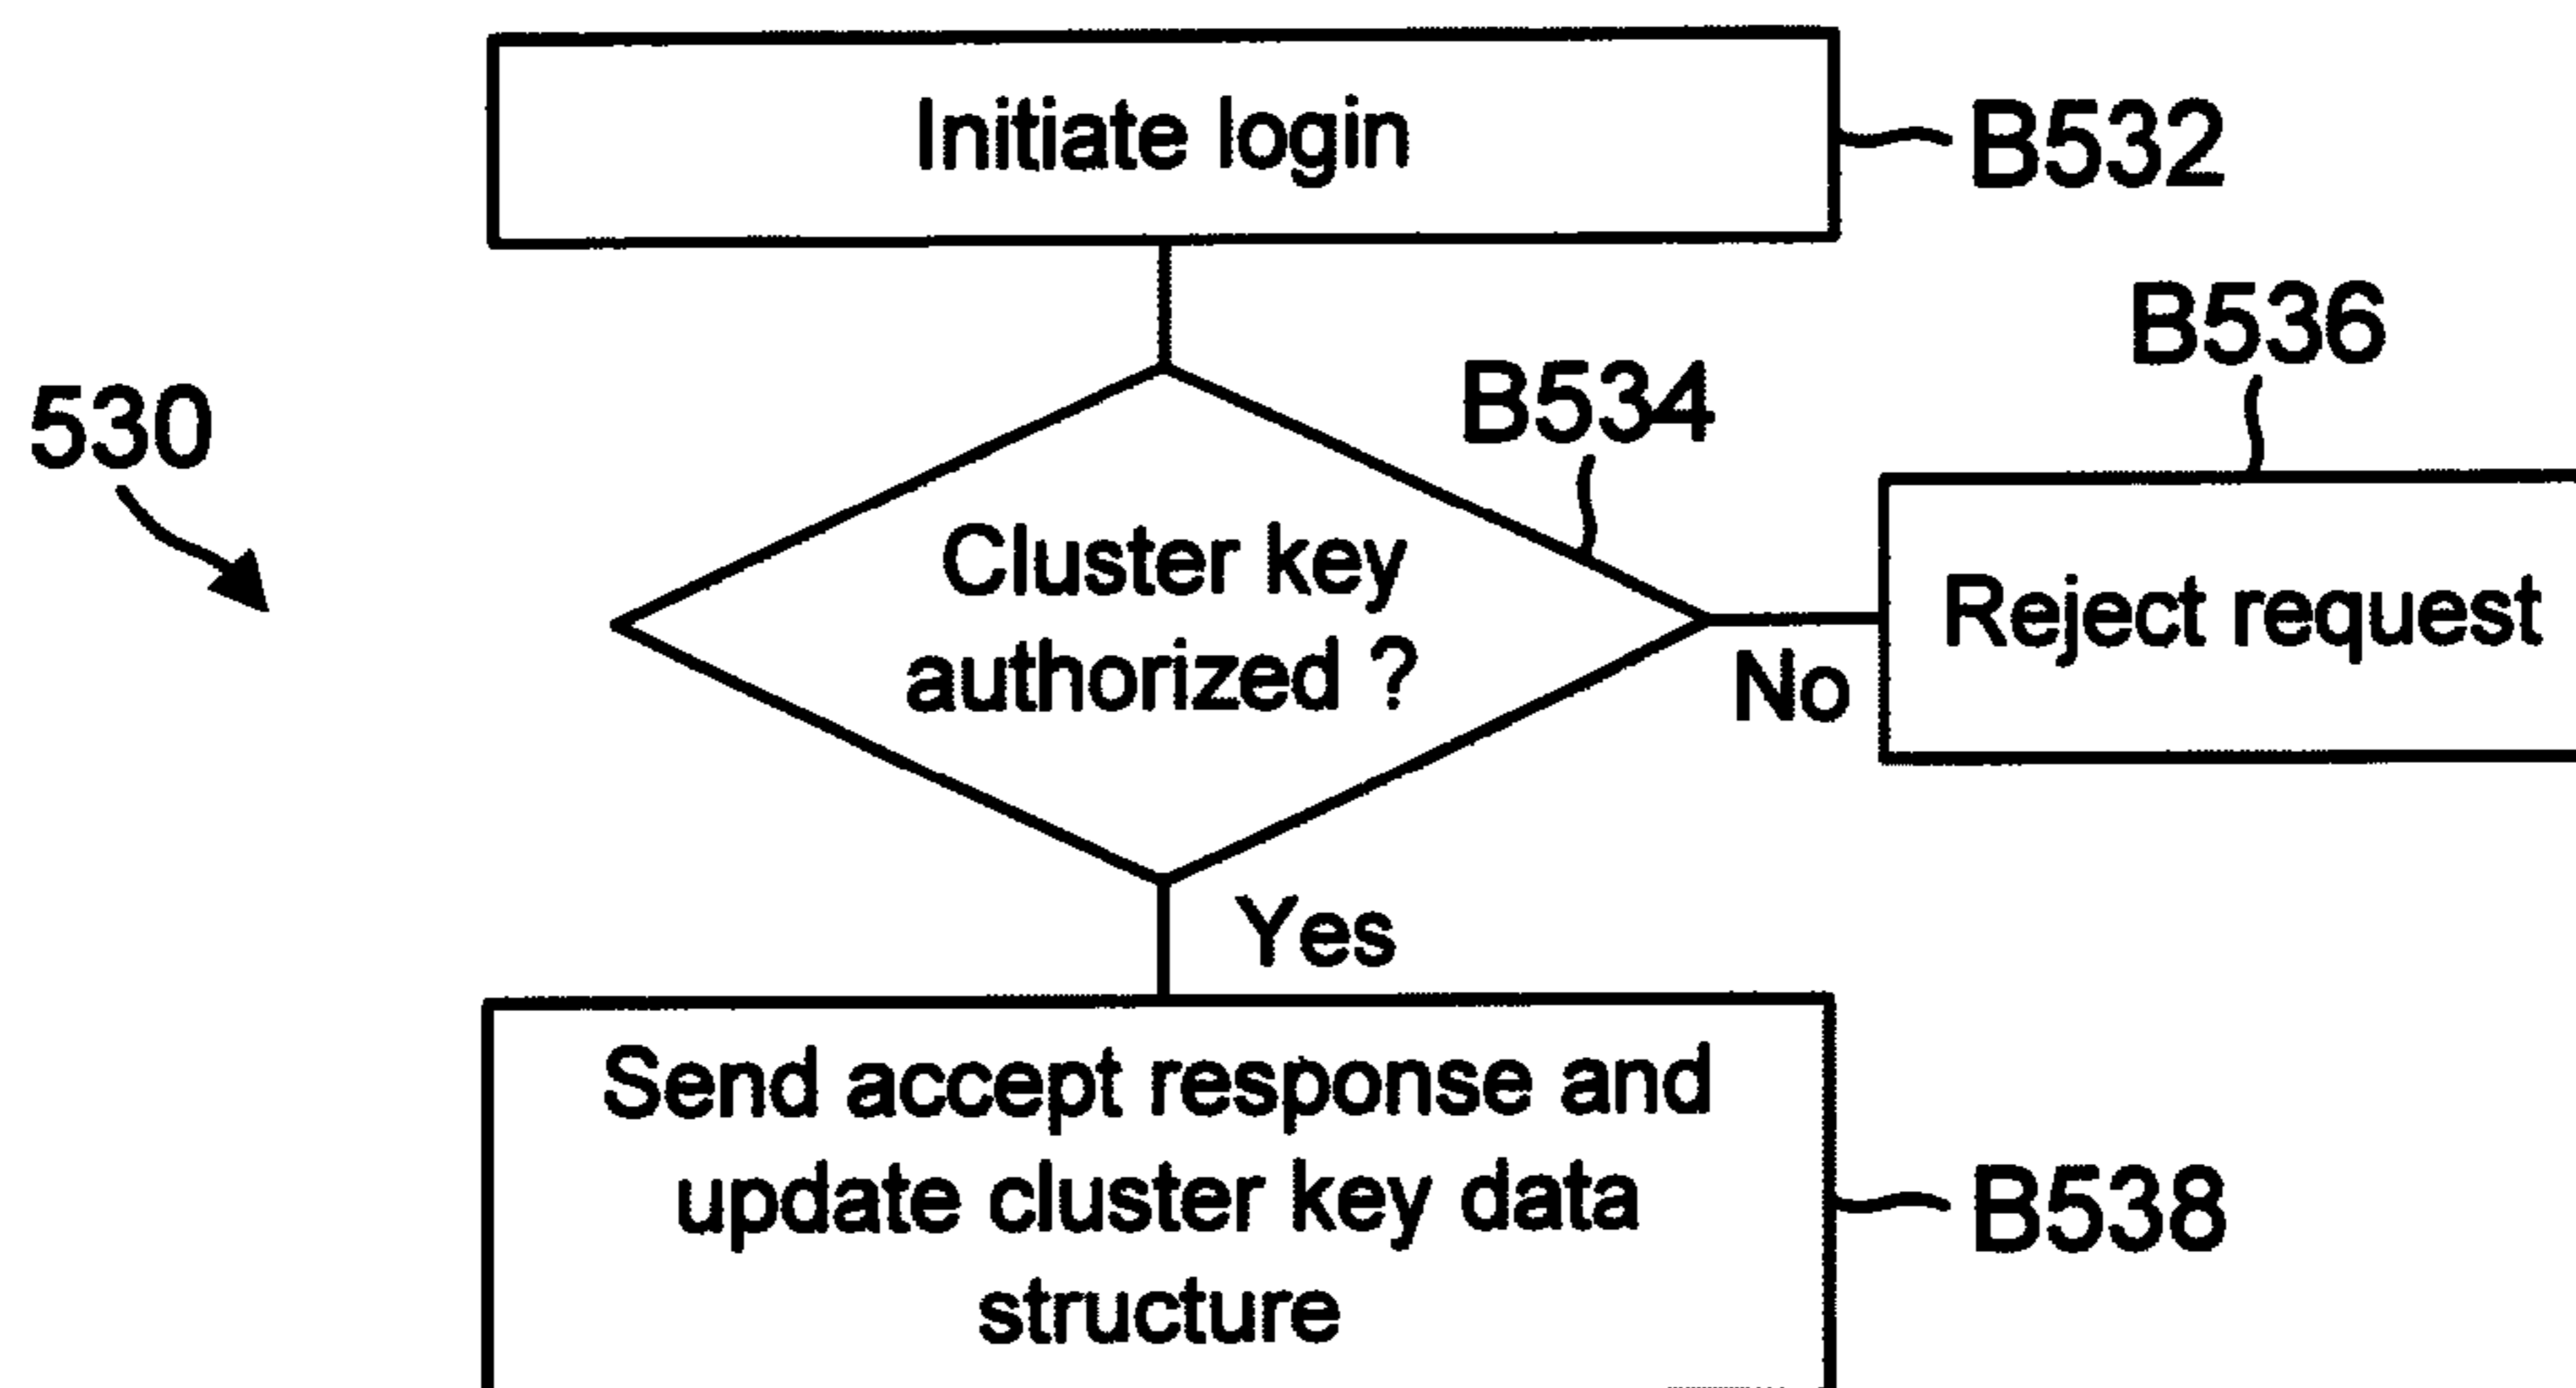 Initiate login
B532
B536
B534
530
Cluster key
authorized ?
Reject request
No
Yes
Send accept response and
update cluster key data
structure
B538